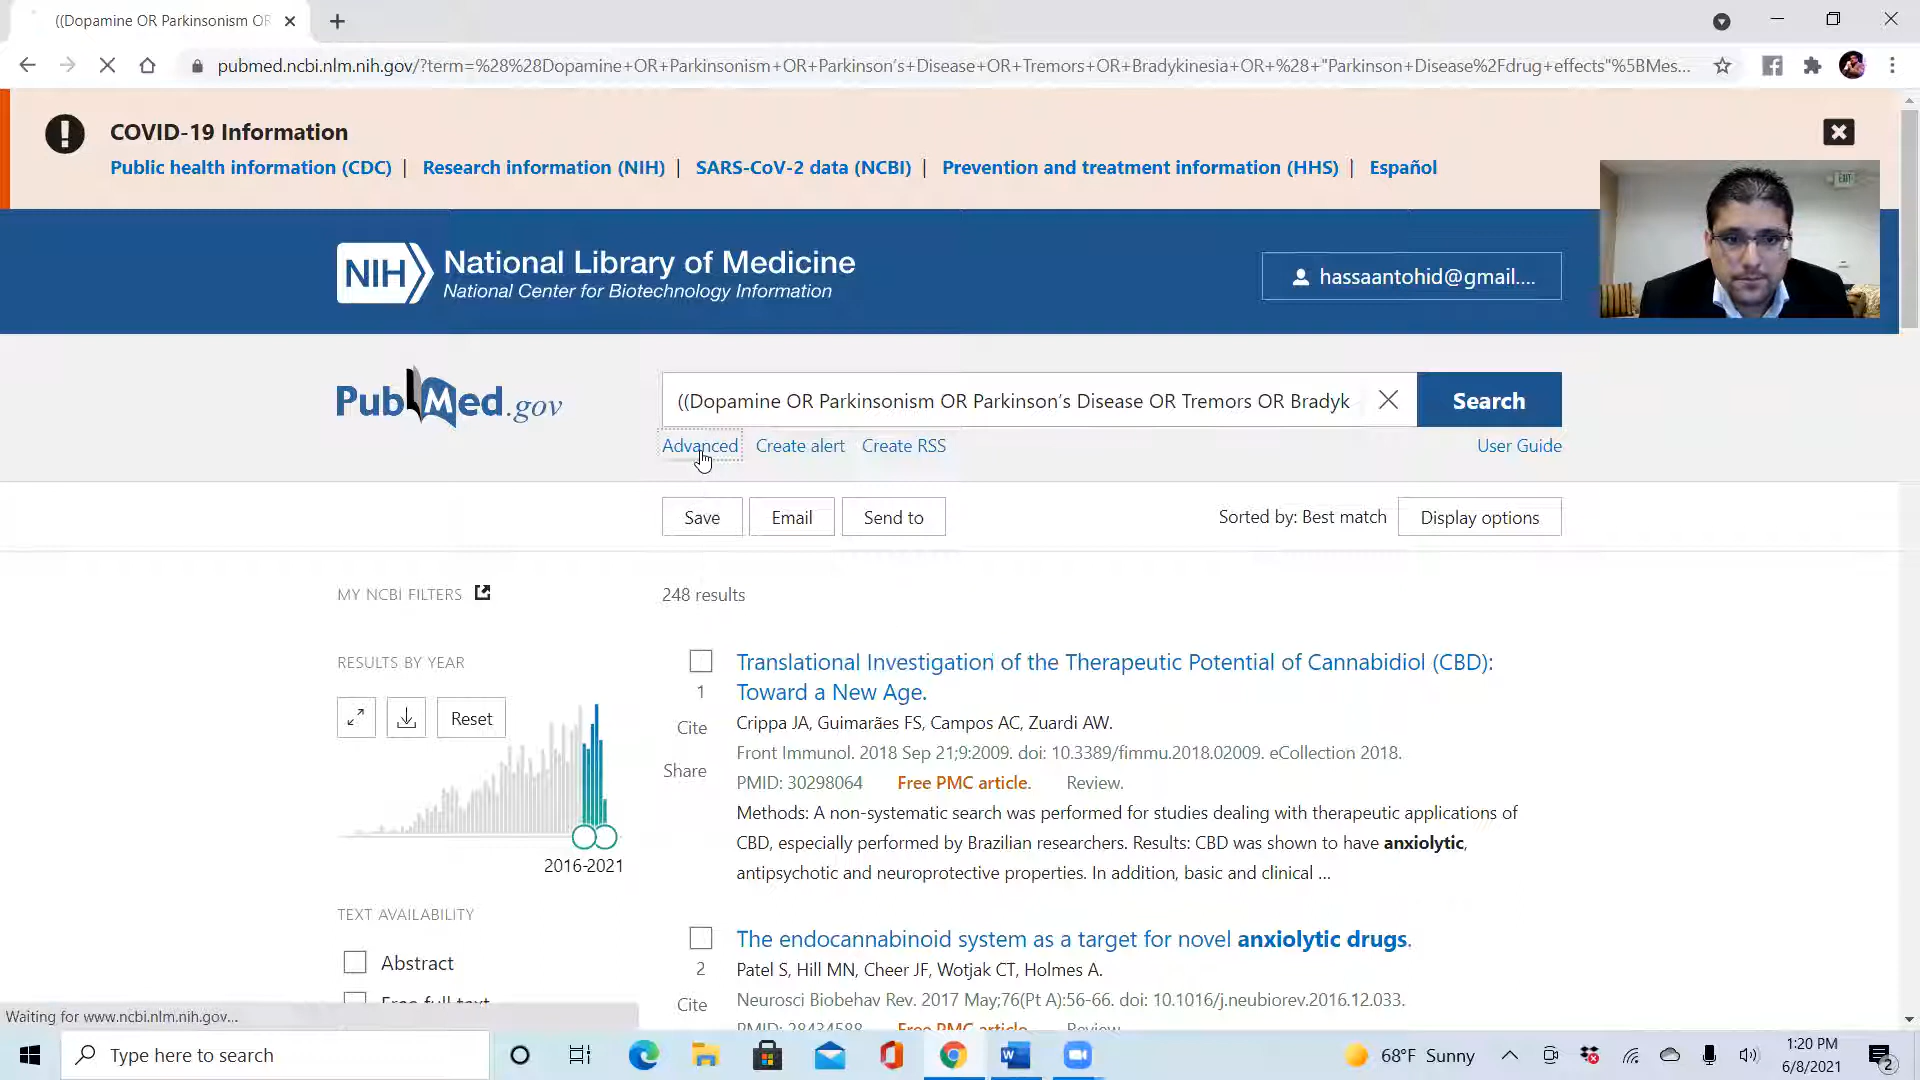 ((Dopamine OR Parkinsonism OR
pubmed.ncbi.nlm.nih.gov/?term=%28%28Dopamine+OR+Parkinsonism+OR+Parkinson's+Disease+OR+Tremors+OR+Bradykinesia+OR+%28+"Parkinson+Disease%2Fdrug+effects"%5BMes...
COVID-19 Information
Public health information (CDC) | Research information (NIH) | SARS-CoV-2 data (NCBI) | Prevention and treatment information (HHS) | Español
EXIT
NIH National Library of Medicine
National Center for Biotechnology Information
hassaantohid@gmail....
PubMed.gov
((Dopamine OR Parkinsonism OR Parkinson's Disease OR Tremors OR Bradyk
Search
Advanced Create alert Create RSS
User Guide
Save Email Send to
Sorted by: Best match Display options
MY NCBI FILTERS
248 results
RESULTS BY YEAR
Reset
2016-2021
TEXT AVAILABILITY
Abstract
Free full text
Translational Investigation of the Therapeutic Potential of Cannabidiol (CBD):
Toward a New Age.
1
Cite
Share
Crippa JA, Guimarães FS, Campos AC, Zuardi AW.
Front Immunol. 2018 Sep 21;9:2009. doi: 10.3389/fimmu.2018.02009. eCollection 2018.
PMID: 30298064 Free PMC article. Review.
Methods: A non-systematic search was performed for studies dealing with therapeutic applications of
CBD, especially performed by Brazilian researchers. Results: CBD was shown to have anxiolytic,
antipsychotic and neuroprotective properties. In addition, basic and clinical ...
The endocannabinoid system as a target for novel anxiolytic drugs.
2
Cite
Patel S, Hill MN, Cheer JF, Wotjak CT, Holmes A.
Neurosci Biobehav Rev. 2017 May;76(Pt A):56-66. doi: 10.1016/j.neubiorev.2016.12.033.
PMID: 28434588 Free PMC article. Review.
Waiting for www.ncbi.nlm.nih.gov...
Type here to search
68°F Sunny
1:20 PM
6/8/2021
2